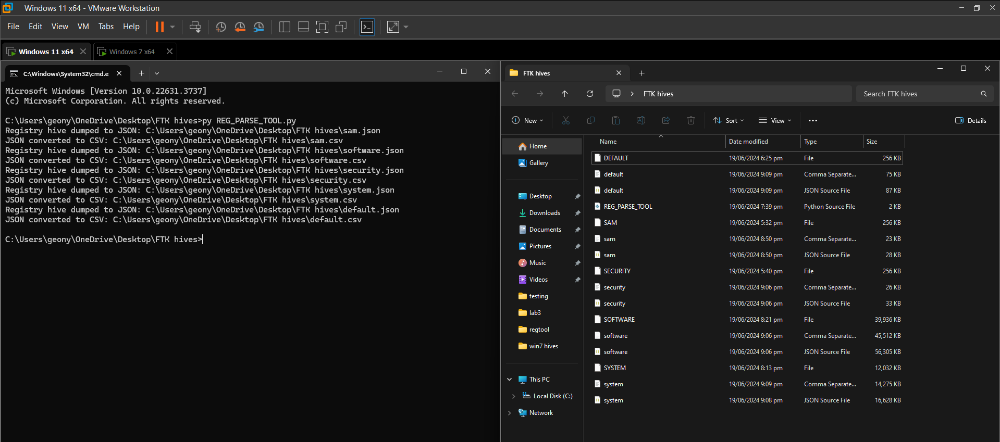 Windows 11 x64 - VMware Workstation
File Edit View VM Tabs Help
Windows 11 x64
Windows 7 x64
C:\Windows\System32\cmd.e
Microsoft Windows [Version 10.0.22631.3737]
(c) Microsoft Corporation. All rights reserved.
C:\Users\geony\OneDrive\Desktop\FTK hives>py REG_PARSE_TOOL.py
Registry hive dumped to JSON: C:\Users\geony\OneDrive\Desktop\FTK hives\sam.json
JSON converted to CSV: C:\Users\geony\OneDrive\Desktop\FTK hives\sam.csv
Registry hive dumped to JSON: C:\Users\geony\OneDrive\Desktop\FTK hives\software.json
JSON converted to CSV: C:\Users\geony\OneDrive\Desktop\FTK hives\software.csv
Registry hive dumped to JSON: C:\Users\geony\OneDrive\Desktop\FTK hives\security.json
JSON converted to CSV: C:\Users\geony\OneDrive\Desktop\FTK hives\security.csv
Registry hive dumped to JSON: C:\Users\geony\OneDrive\Desktop\FTK hives\system.json
JSON converted to CSV: C:\Users\geony\OneDrive\Desktop\FTK hives\system.csv
Registry hive dumped to JSON: C:\Users\geony\OneDrive\Desktop\FTK hives\default.json
JSON converted to CSV: C:\Users\geony\OneDrive\Desktop\FTK hives\default.csv
C:\Users\geony\OneDrive\Desktop\FTK hives>
FTK hives
FTK hives
Search FTK hives
New Sort View Details
Home
Gallery
Desktop
Downloads
Documents
Pictures
Music
Videos
testing
lab3
regtool
win7 hives
This PC
Local Disk (C:)
Network
Name Date modified Type Size
DEFAULT 19/06/2024 6:25 pm File 256 KB
default 19/06/2024 9:09 pm Comma Separate... 75 KB
default 19/06/2024 9:09 pm JSON Source File 87 KB
REG_PARSE_TOOL 19/06/2024 7:39 pm Python Source File 2 KB
SAM 19/06/2024 5:32 pm File 256 KB
sam 19/06/2024 8:50 pm Comma Separate... 23 KB
sam 19/06/2024 8:50 pm JSON Source File 28 KB
SECURITY 19/06/2024 5:40 pm File 256 KB
security 19/06/2024 9:06 pm Comma Separate... 26 KB
security 19/06/2024 9:06 pm JSON Source File 33 KB
SOFTWARE 19/06/2024 8:21 pm File 39,936 KB
software 19/06/2024 9:06 pm Comma Separate... 45,512 KB
software 19/06/2024 9:06 pm JSON Source File 56,305 KB
SYSTEM 19/06/2024 8:13 pm File 12,032 KB
system 19/06/2024 9:09 pm Comma Separate... 14,275 KB
system 19/06/2024 9:08 pm JSON Source File 16,628 KB